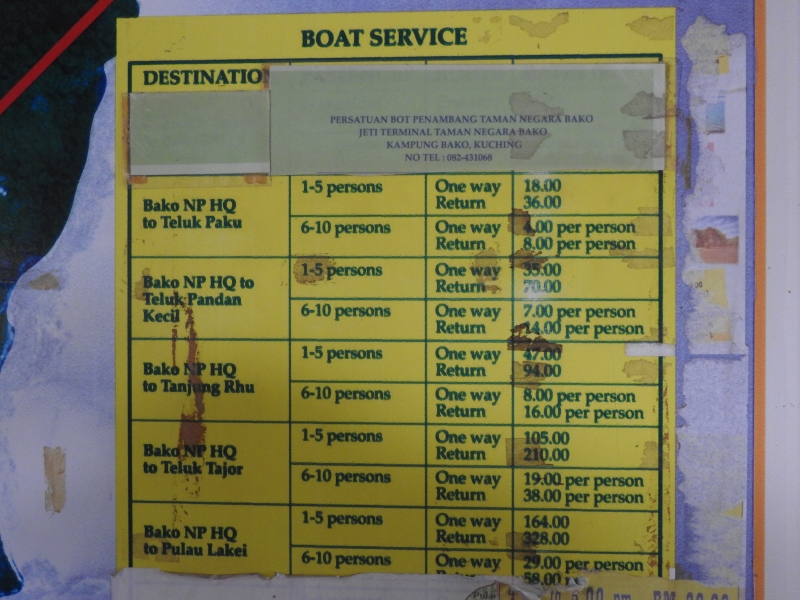 BOAT SERVICE
DESTINATIO
PERSATUAN BOT PENAMBANG TAMAN NEGARA BAKO
JETI TERMINAL TAMAN NEGARA BAKO
KAMPUNG BAKO, KUCHING
NO TEL : 082-431068
Bako NP HQ
to Teluk Paku
1-5 persons
One way 18.00
Return 36.00
6-10 persons
One way 4.00 per person
Return 8.00 per person
Bako NP HQ to
Teluk Pandan
Kecil
1-5 persons
One way 35.00
Return 70.00
6-10 persons
One way 7.00 per person
Return 14.00 per person
Bako NP HQ
to Tanjung Rhu
1-5 persons
One way 47.00
Return 94.00
6-10 persons
One way 8.00 per person
Return 16.00 per person
Bako NP HQ
to Teluk Tajor
1-5 persons
One way 105.00
Return 210.00
6-10 persons
One way 19.00 per person
Return 38.00 per person
Bako NP HQ
to Pulau Lakei
1-5 persons
One way 164.00
Return 328.00
6-10 persons
One way 29.00 per person
58.00